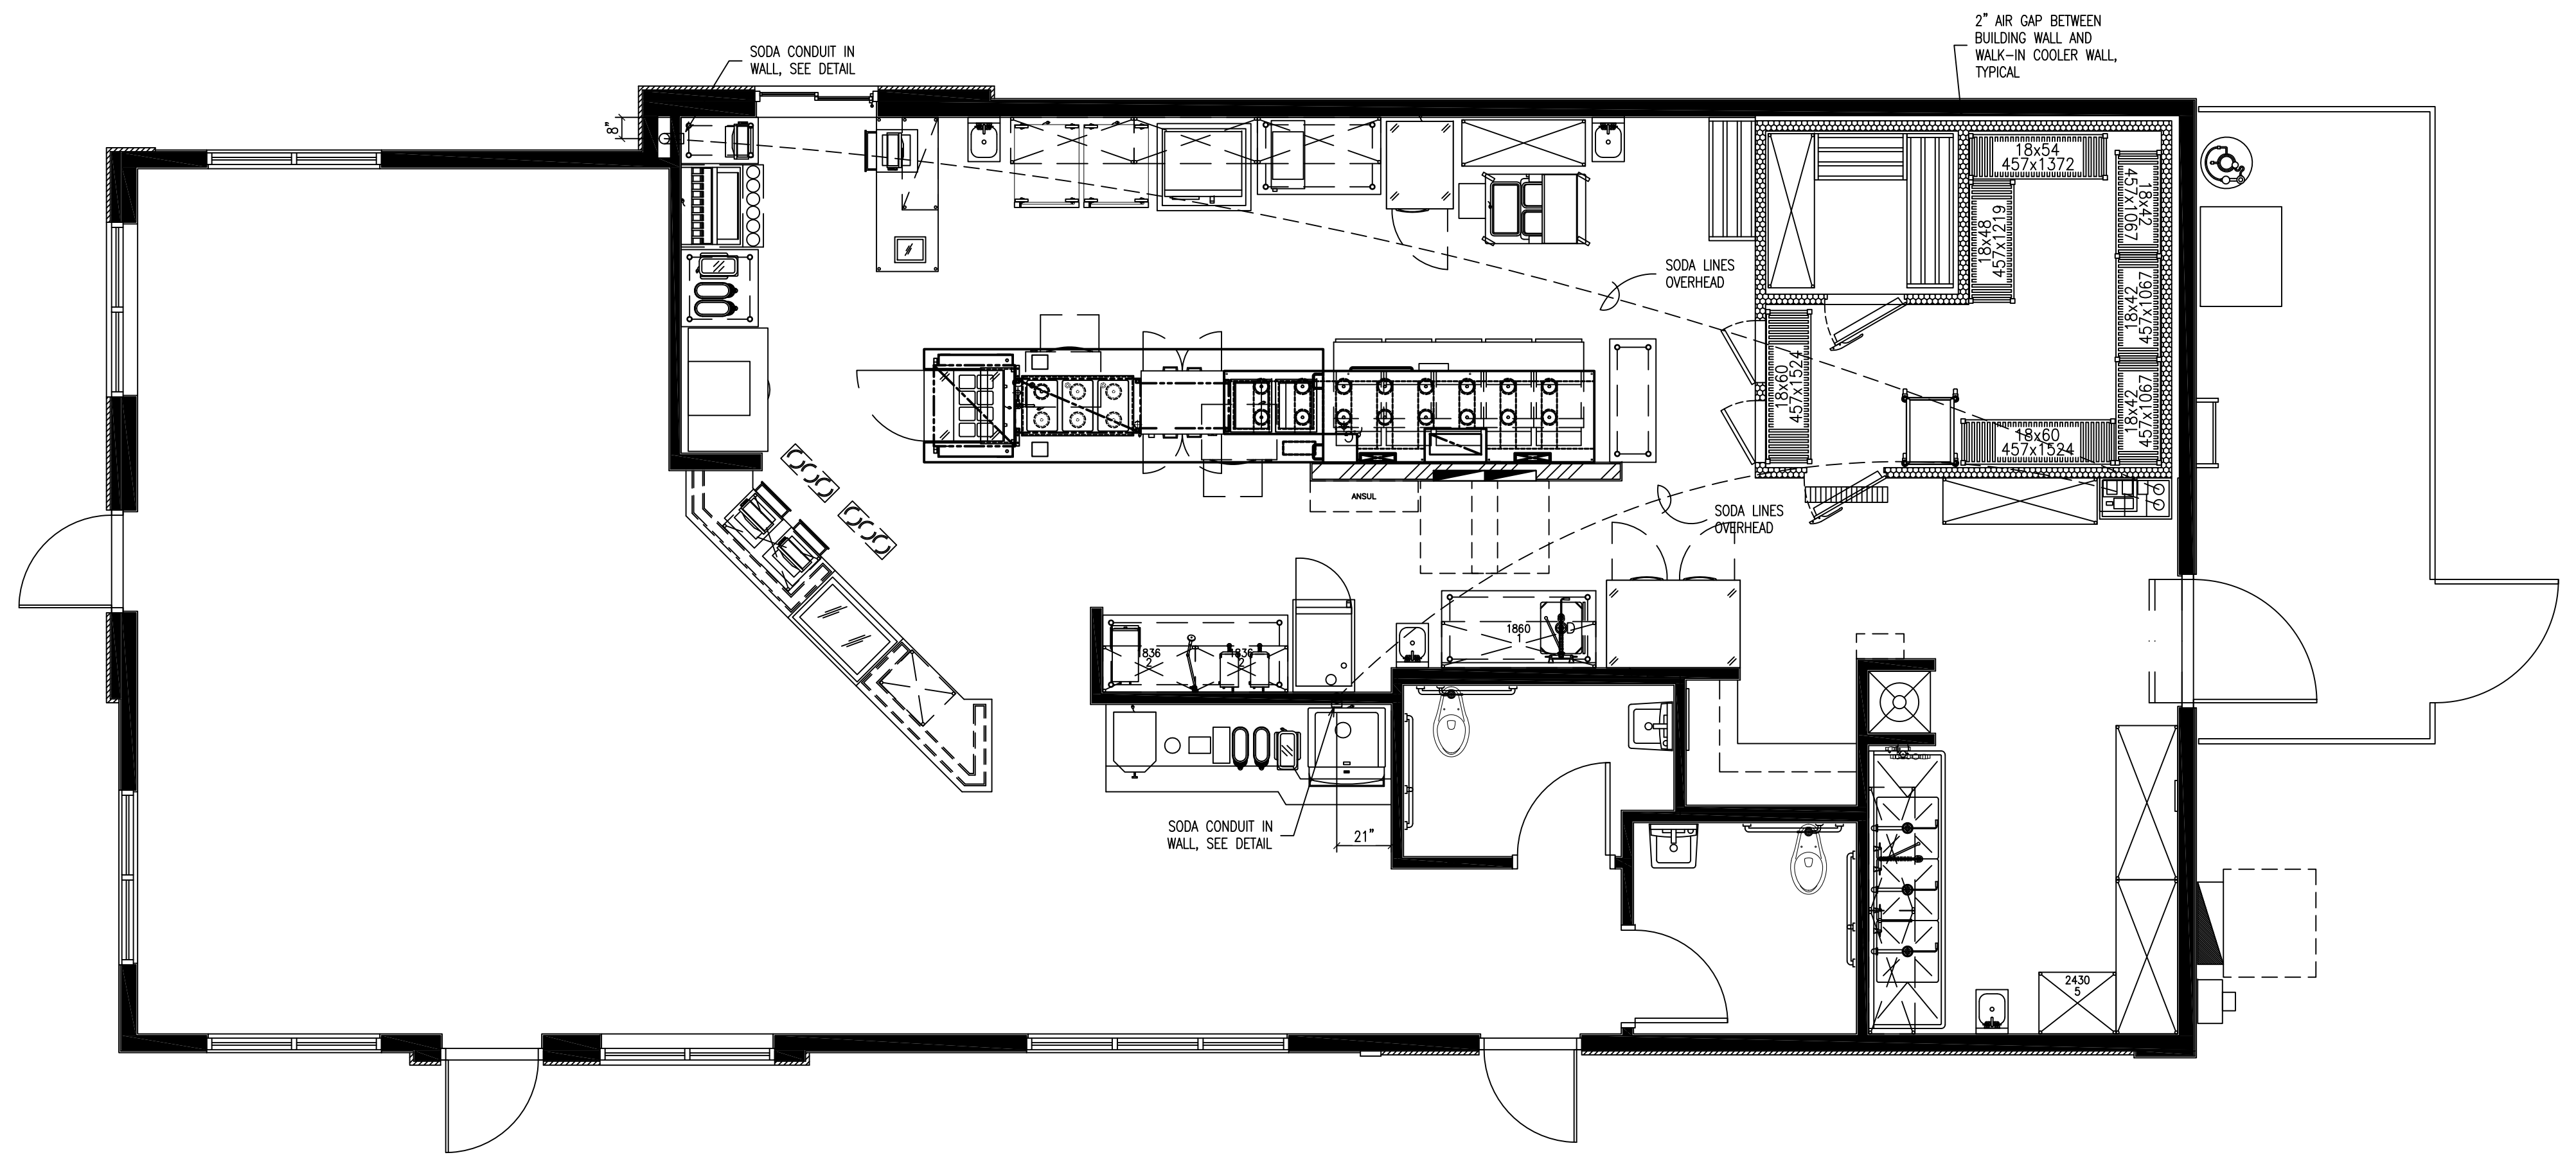 2" AIR GAP BETWEEN
BUILDING WALL AND
WALK-IN COOLER WALL,
TYPICAL
SODA CONDUIT IN
WALL, SEE DETAIL
8"
18x54
457x1372
18x42
457x1067
18x48
457x1219
SODA LINES
OVERHEAD
18x42
457x1067
18x60
457x1524
18x42
457x1067
18x60
457x1524
ANSUL
SODA LINES
OVERHEAD
1860
1
1836
2
1836
2
SODA CONDUIT IN
WALL, SEE DETAIL
21"
2430
5